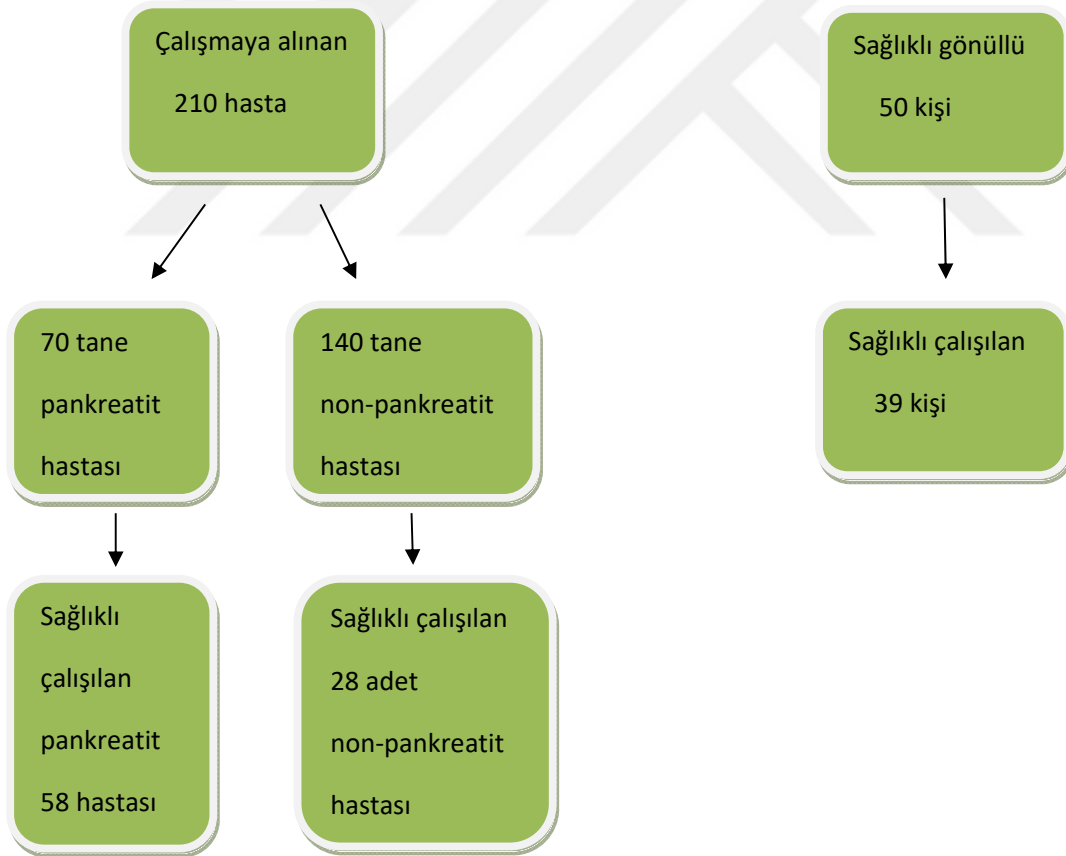 Çalışmaya alınan
210 hasta
Sağlıklı gönüllü
50 kişi
70 tane
pankreatit
hastası
140 tane
non-pankreatit
hastası
Sağlıklı çalışılan
39 kişi
Sağlıklı
çalışılan
pankreatit
58 hastası
Sağlıklı çalışılan
28 adet
non-pankreatit
hastası